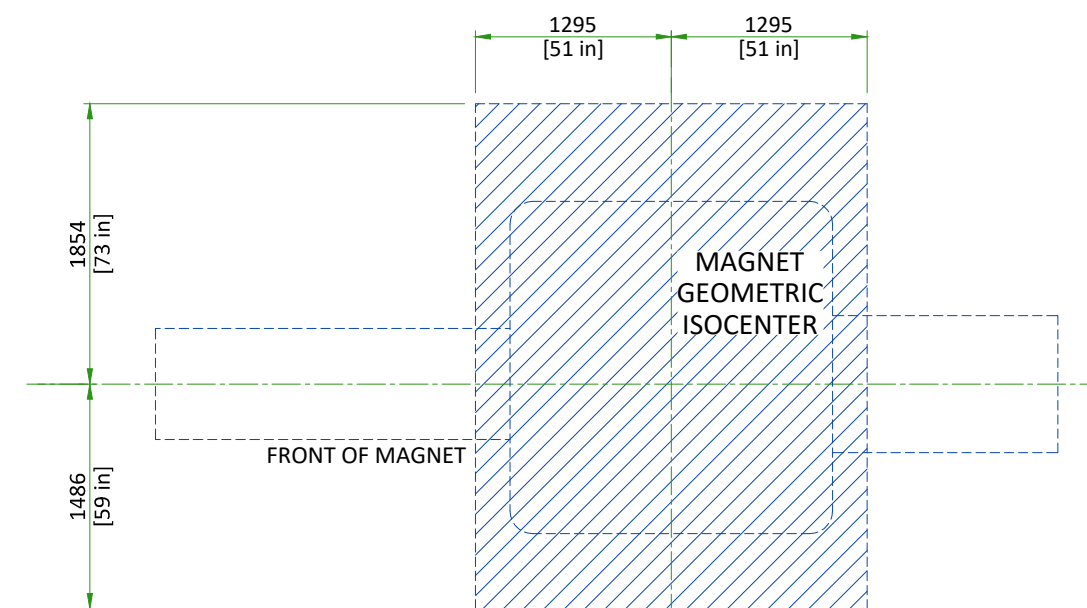 1295
[51 in]
1295
[51 in]
1854
[73 in]
MAGNET
GEOMETRIC
ISOCENTER
FRONT OF MAGNET
1486
[59 in]